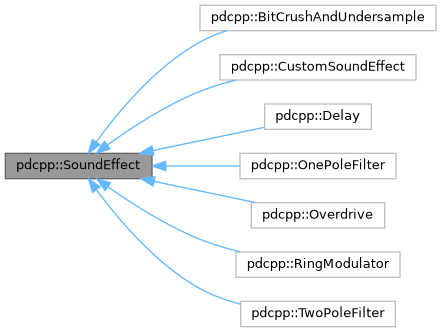 pdcpp::BitCrushAndUndersample
pdcpp::CustomSoundEffect
pdcpp::Delay
pdcpp::SoundEffect
pdcpp::OnePoleFilter
pdcpp::Overdrive
pdcpp::RingModulator
pdcpp::TwoPoleFilter